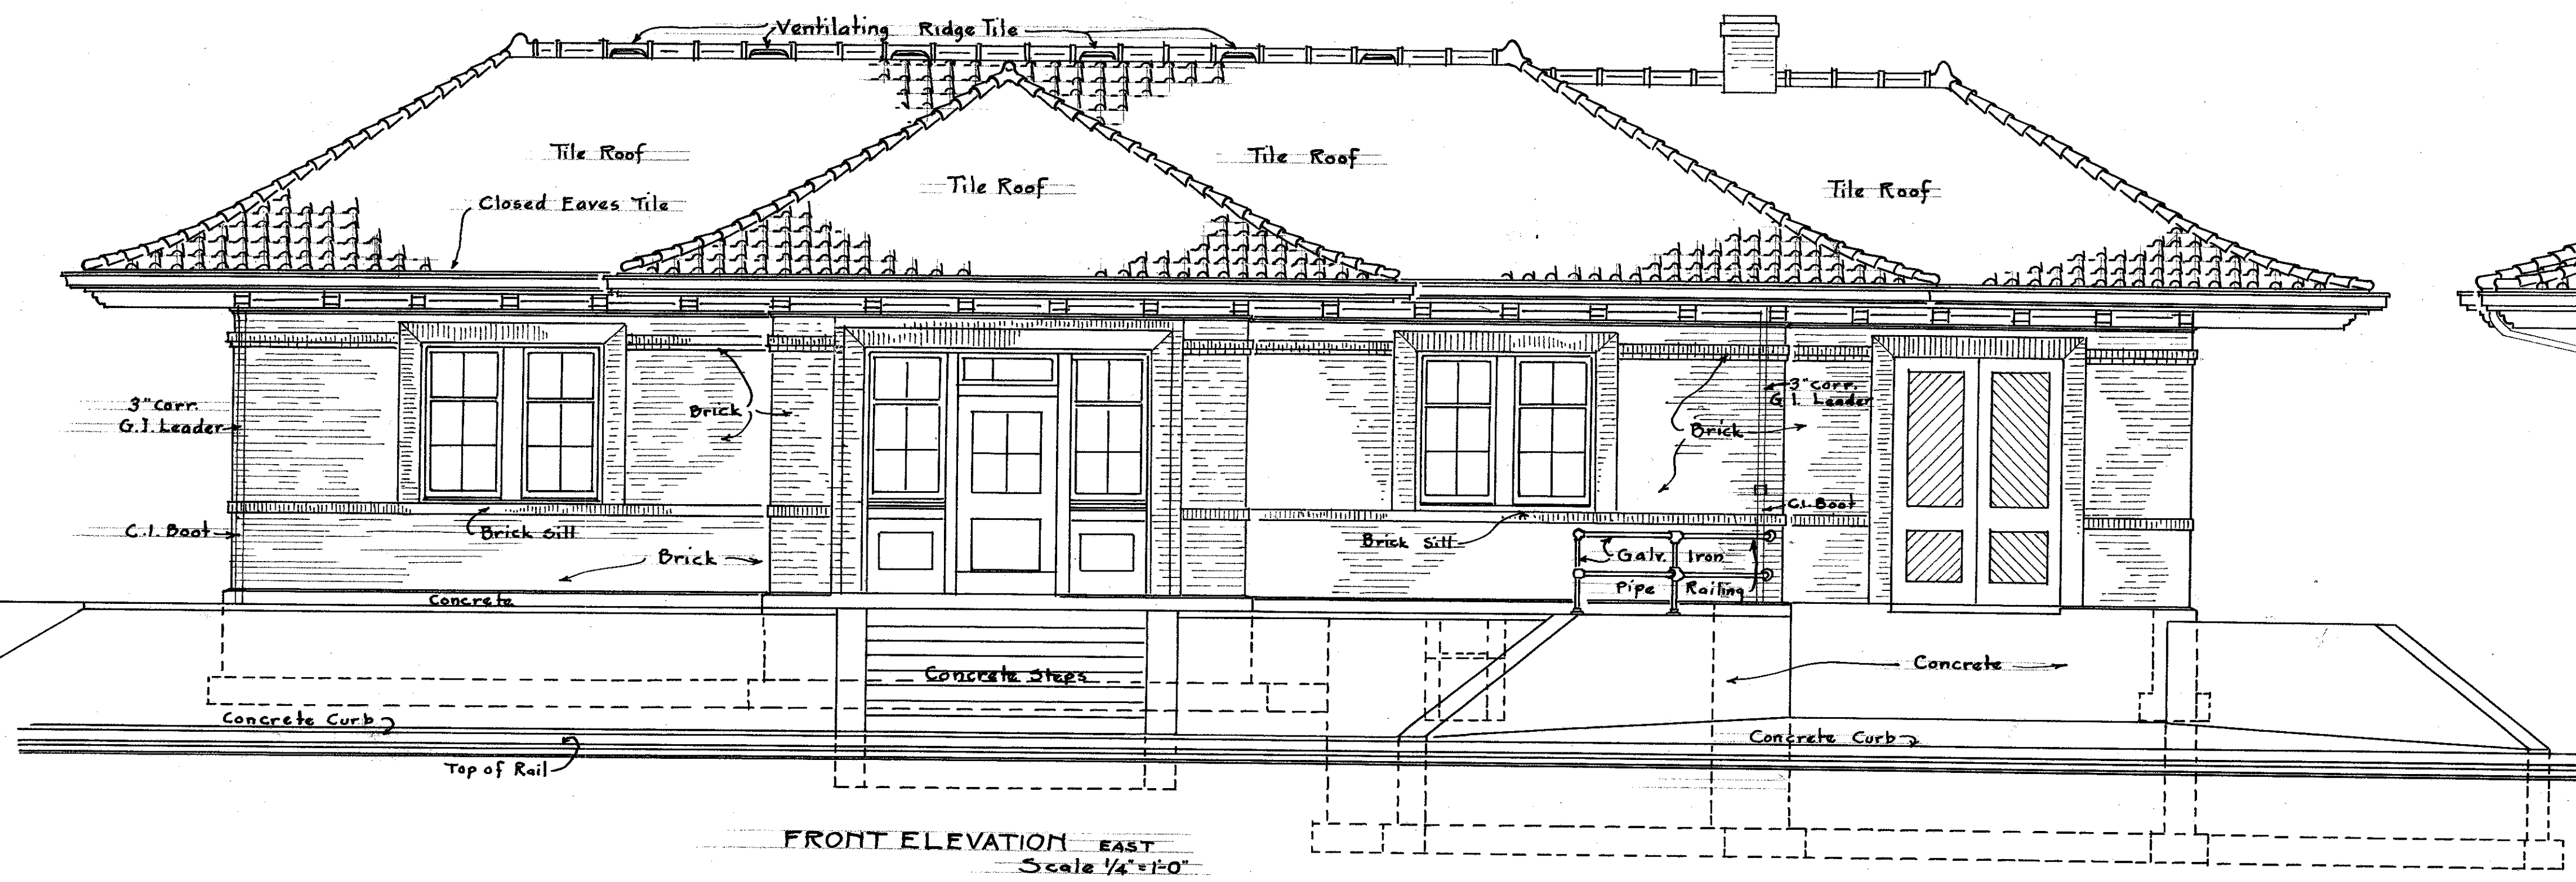 Ventilating Ridge Tile
Tile Roof
Tile Roof
Tile Roof
Tile Roof
Closed Eaves Tile
3" Corr.
G.I. Leader
Brick
3" Corr.
G.I. Leader
Brick
C.I. Boot
C.I. Boot
Brick Sill
Brick Sill
Brick
Galv. Iron
Pipe Railing
Concrete
Concrete Steps
Concrete
Concrete Curb
Concrete Curb
Top of Rail
FRONT ELEVATION EAST
Scale 1/4" = 1'-0"